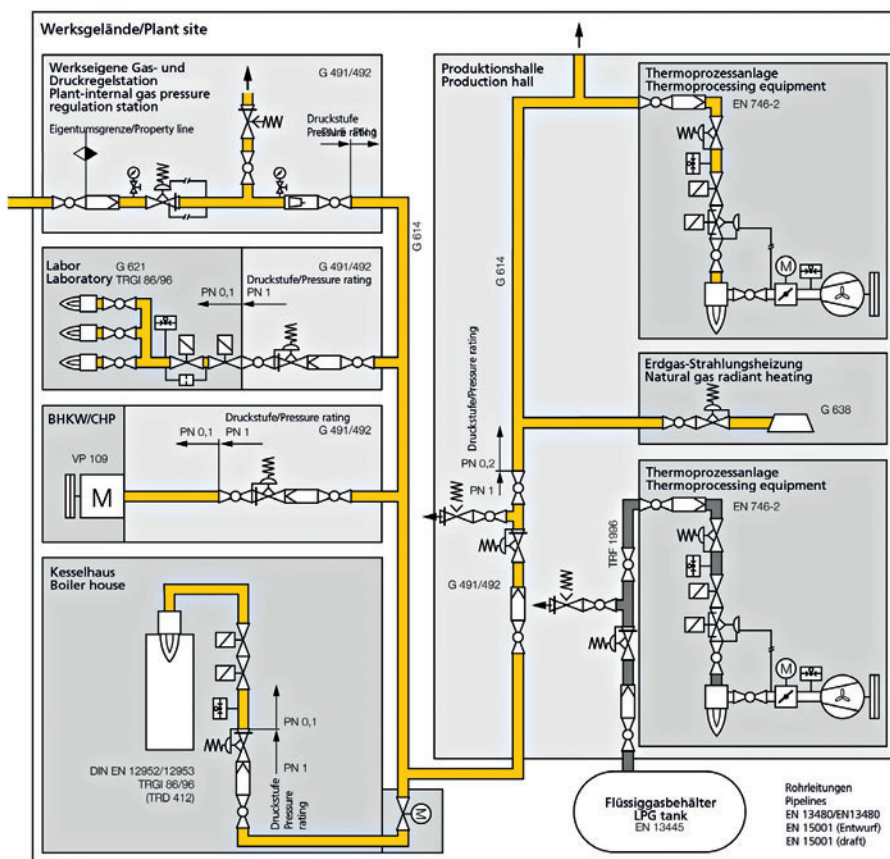 Werksgelände/Plant site
Werkseigene Gas- und
Druckregelstation
Plant-internal gas pressure
regulation station
G 491/492
Eigentumsgrenze/Property line
Druckstufe
Pressure rating
G 614
Labor
Laboratory
G 621
TRGI 86/96
G 491/492
PN 0,1
PN 1
Druckstufe/Pressure rating
BHKW/CHP
VP 109
M
Druckstufe/Pressure rating
PN 0,1
PN 1
G 491/492
Kesselhaus
Boiler house
PN 0,1
PN 1
Druckstufe
Pressure
rating
DIN EN 12952/12953
TRGI 86/96
(TRD 412)
M
Produktionshalle
Production hall
G 614
Druckstufe/Pressure rating
PN 0,2
PN 1
G 491/492
TRF 1996
Thermoprozessanlage
Thermoprocessing equipment
EN 746-2
M
Erdgas-Strahlungsheizung
Natural gas radiant heating
G 638
Thermoprozessanlage
Thermoprocessing equipment
EN 746-2
M
Flüssiggasbehälter
LPG tank
EN 13445
Rohrleitungen
Pipelines
EN 13480/EN13480
EN 15001 (Entwurf)
EN 15001 (draft)